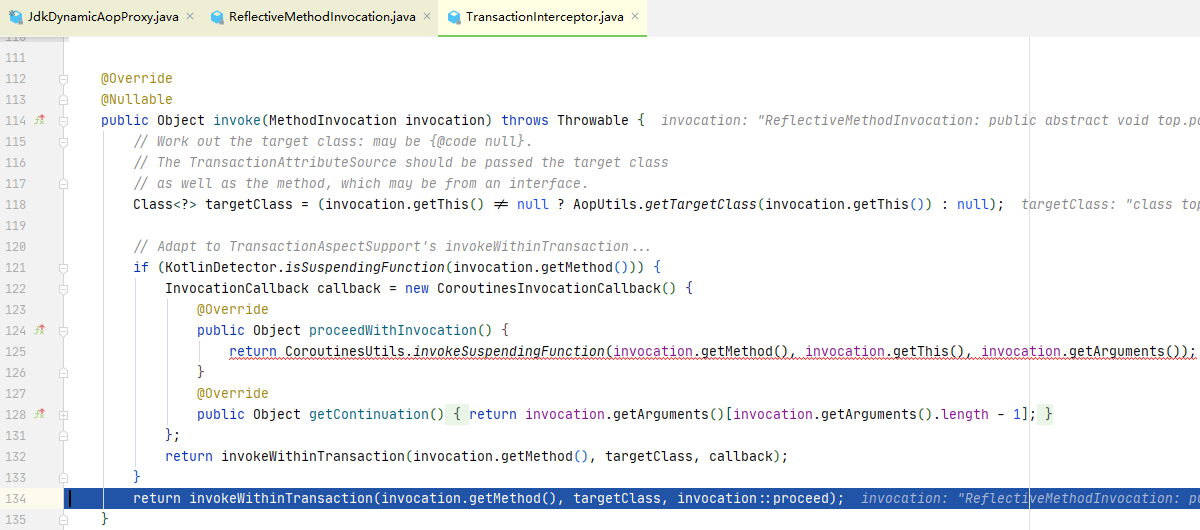 JdkDynamicAopProxy.java × ReflectiveMethodInvocation.java × TransactionInterceptor.java ×
110
111
112 @Override
113 @Nullable
114 public Object invoke(MethodInvocation invocation) throws Throwable { invocation: "ReflectiveMethodInvocation: public abstract void top.po
115 // Work out the target class: may be {@code null}.
116 // The TransactionAttributeSource should be passed the target class
117 // as well as the method, which may be from an interface.
118 Class<?> targetClass = (invocation.getThis() ≠ null ? AopUtils.getTargetClass(invocation.getThis()) : null); targetClass: "class top
119
120 // Adapt to TransactionAspectSupport's invokeWithinTransaction...
121 if (KotlinDetector.isSuspendingFunction(invocation.getMethod())) {
122 InvocationCallback callback = new CoroutinesInvocationCallback() {
123 @Override
124 public Object proceedWithInvocation() {
125 return CoroutinesUtils.invokeSuspendingFunction(invocation.getMethod(), invocation.getThis(), invocation.getArguments());
126 }
127 @Override
128 public Object getContinuation() { return invocation.getArguments()[invocation.getArguments().length - 1]; }
131 };
132 return invokeWithinTransaction(invocation.getMethod(), targetClass, callback);
133 }
134 return invokeWithinTransaction(invocation.getMethod(), targetClass, invocation::proceed); invocation: "ReflectiveMethodInvocation: pu
135 }